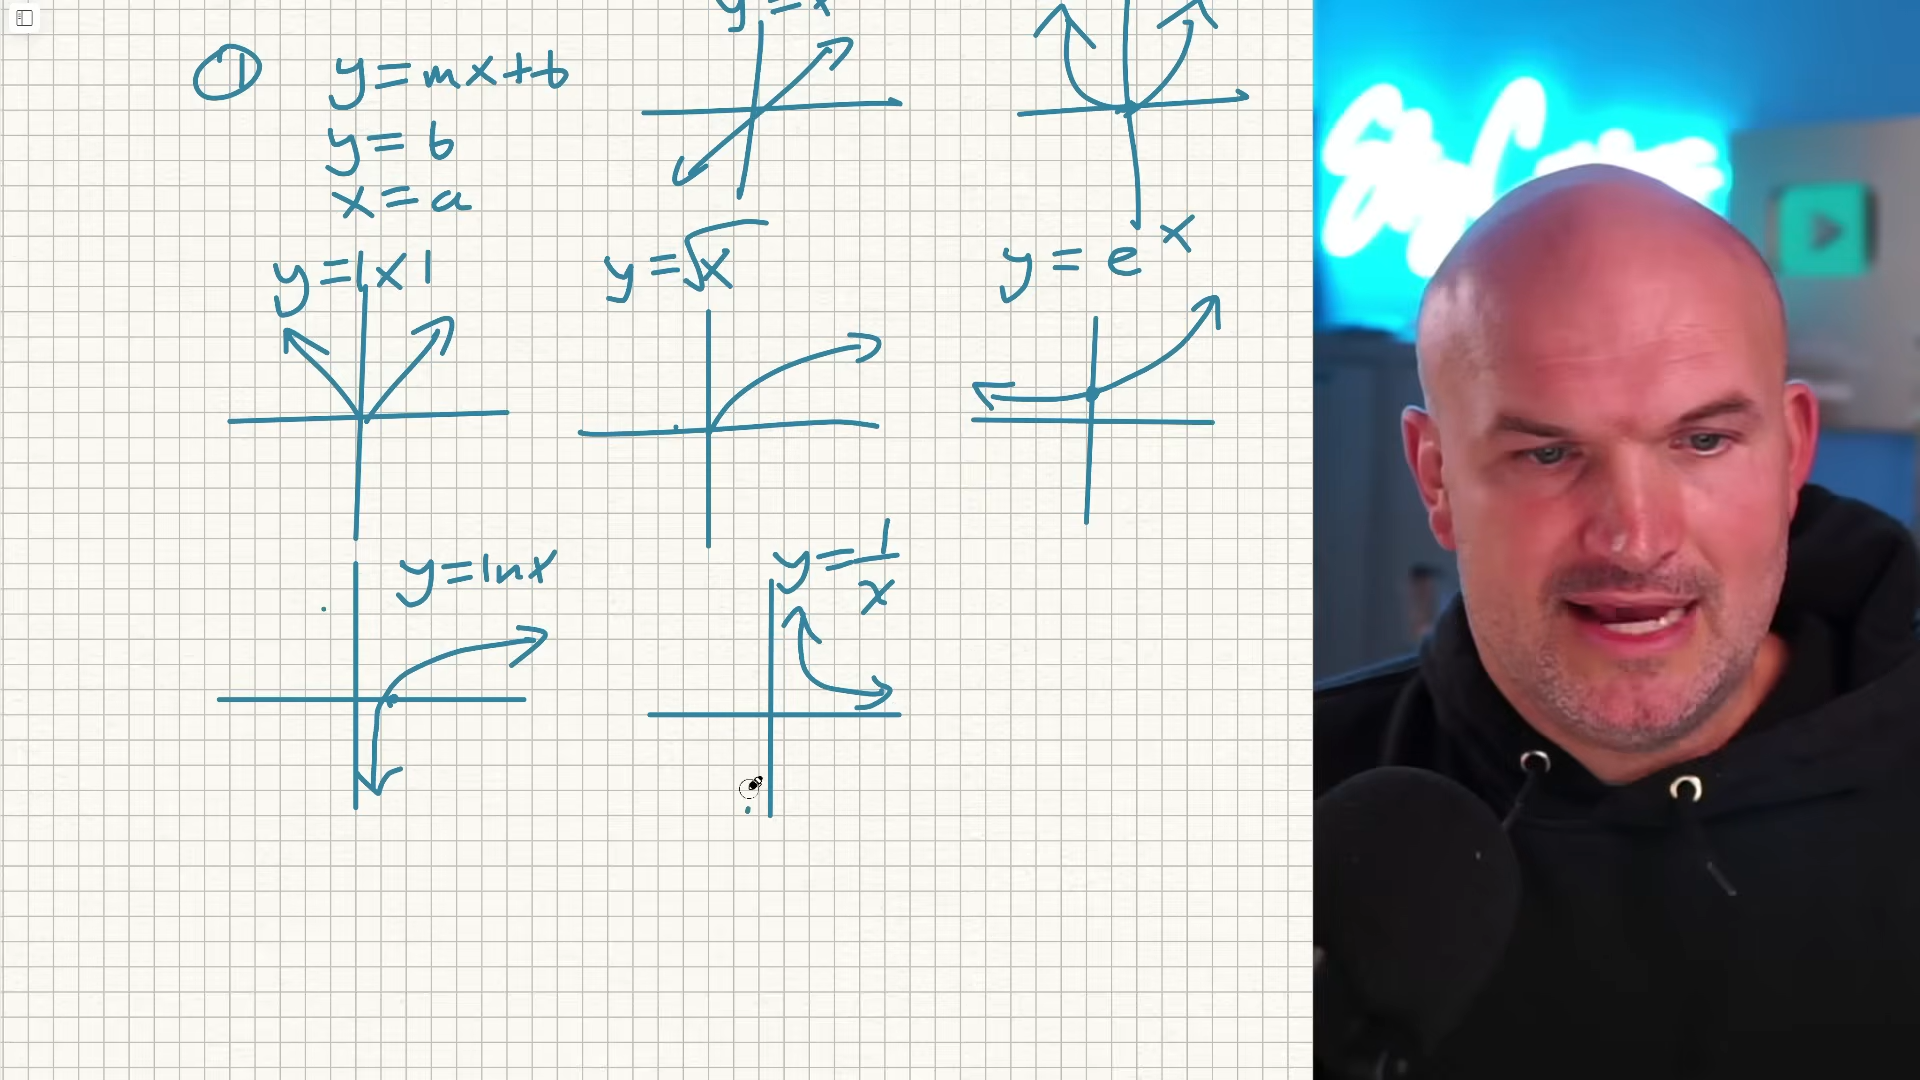 y = x
① y = mx + b
y = b
x = a
y = |x|
y = √x
y = e^x
y = ln x
y = 1/x